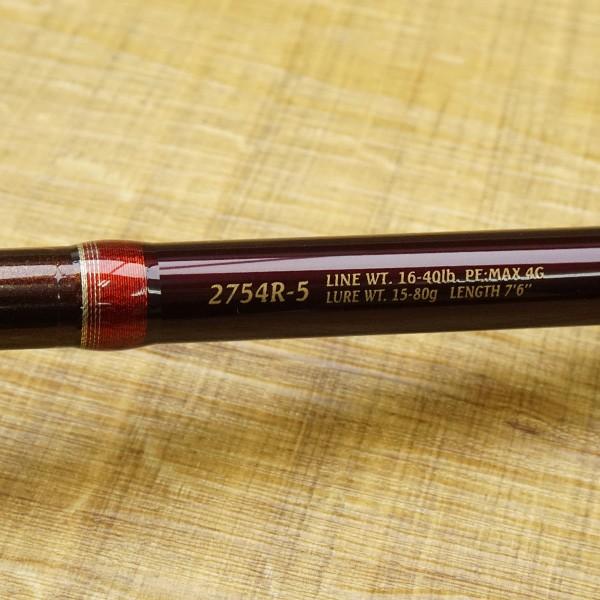 2754R-5
LINE WT. 16-40lb. PE:MAX.4G
LURE WT. 15-80g LENGTH 7'6"